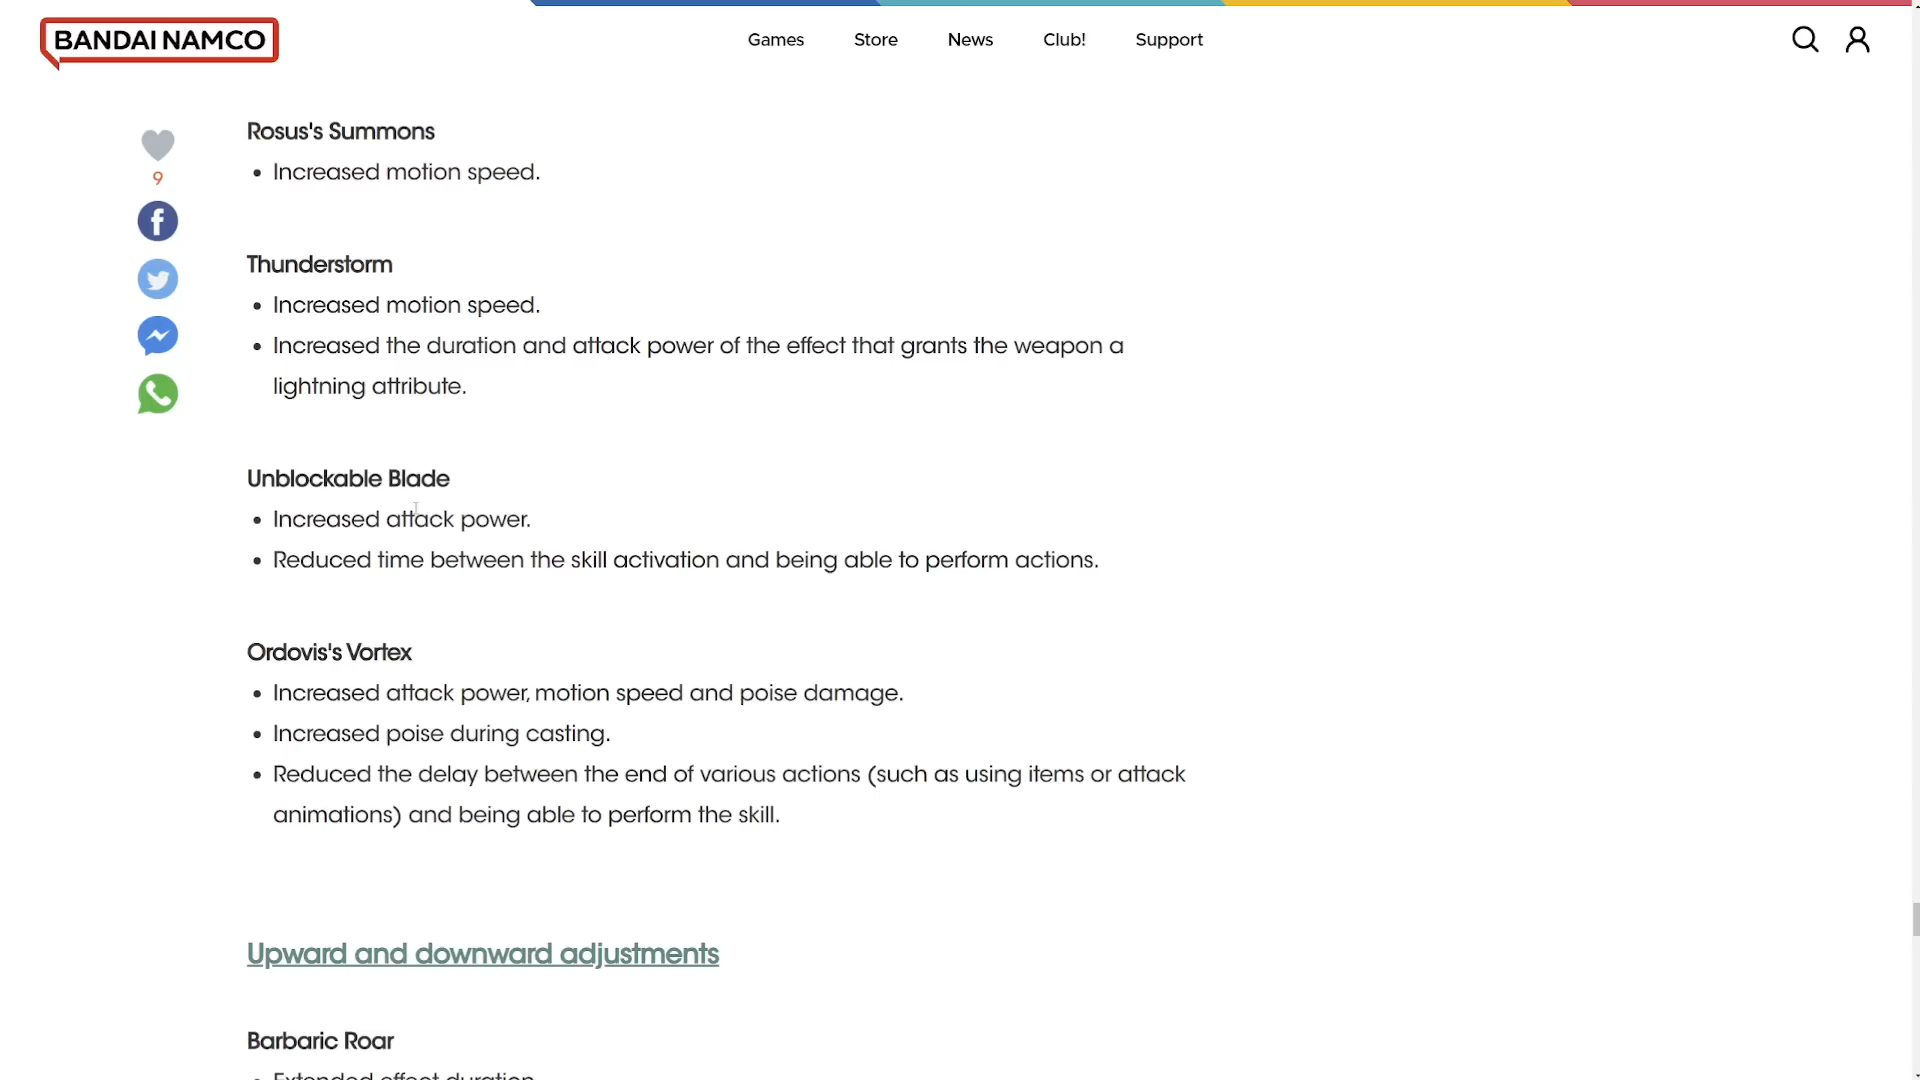 BANDAI NAMCO
Games Store News Club! Support
Rosus's Summons
9
• Increased motion speed.
Thunderstorm
• Increased motion speed.
• Increased the duration and attack power of the effect that grants the weapon a
lightning attribute.
Unblockable Blade
• Increased attack power.
• Reduced time between the skill activation and being able to perform actions.
Ordovis's Vortex
• Increased attack power, motion speed and poise damage.
• Increased poise during casting.
• Reduced the delay between the end of various actions (such as using items or attack
animations) and being able to perform the skill.
Upward and downward adjustments
Barbaric Roar
• Extended effect duration